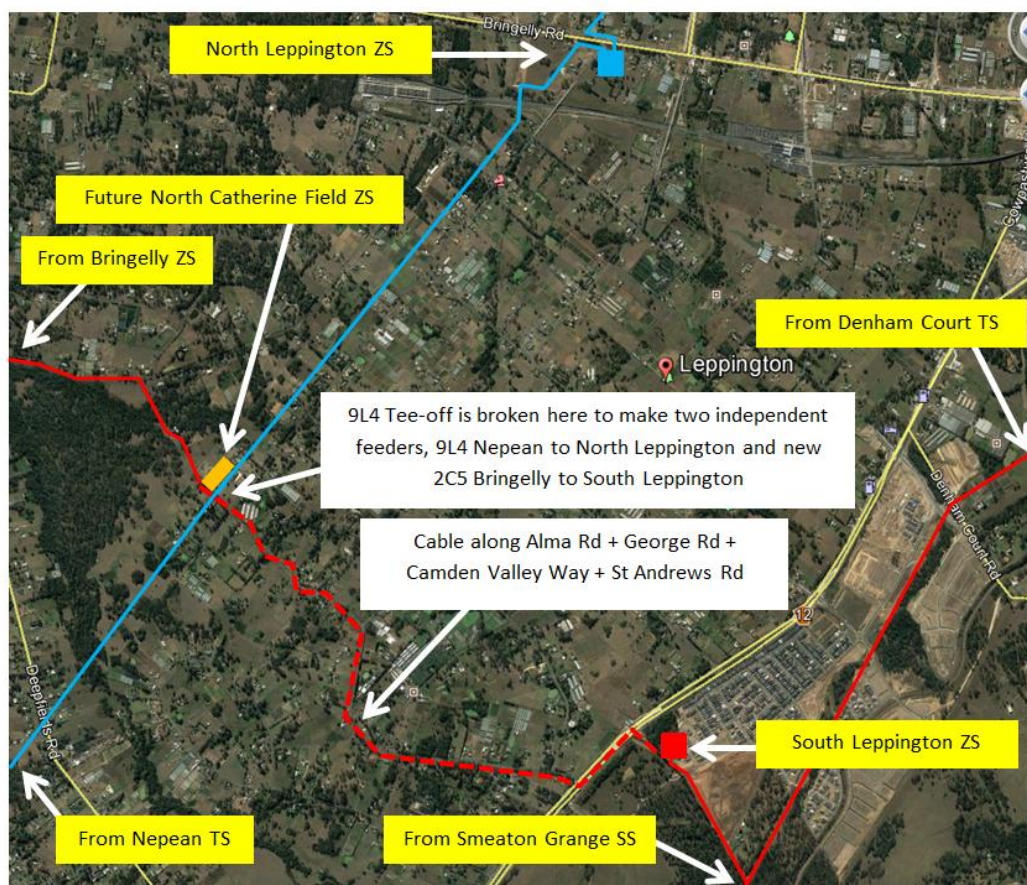 Bringelly Rd
North Leppington ZS
Future North Catherine Field ZS
From Bringelly ZS
From Denham Court TS
Leppington
9L4 Tee-off is broken here to make two independent
feeders, 9L4 Nepean to North Leppington and new
2C5 Bringelly to South Leppington
Denham Court Rd
Cable along Alma Rd + George Rd +
Camden Valley Way + St Andrews Rd
12
Deepfields Rd
South Leppington ZS
From Nepean TS
From Smeaton Grange SS